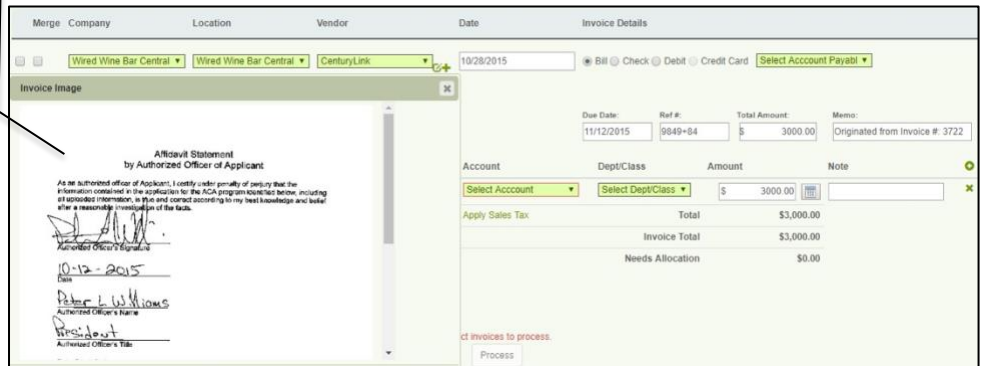 Merge Company Location Vendor Date Invoice Details
Wired Wine Bar Central Wired Wine Bar Central CenturyLink 10/28/2015 Bill Check Debit Credit Card Select Acccount Payabl
Invoice Image
Due Date: Ref #: Total Amount: Memo:
11/12/2015 9849+84 $ 3000.00 Originated from Invoice #: 3722
Affidavit Statement
by Authorized Officer of Applicant
As an authorized officer of Applicant, I certify under penalty of perjury that the
information contained in the application for the ACA program identified below, including
all uploaded information, is true and correct according to my best knowledge and belief
after a reasonable investigation of the facts.
Authorized Officer's Signature
10-12-2015
Date
Peter L Williams
Authorized Officer's Name
President
Authorized Officer's Title
Account Dept/Class Amount Note
Select Acccount Select Dept/Class $ 3000.00
Apply Sales Tax Total $3,000.00
Invoice Total $3,000.00
Needs Allocation $0.00
ct invoices to process.
Process